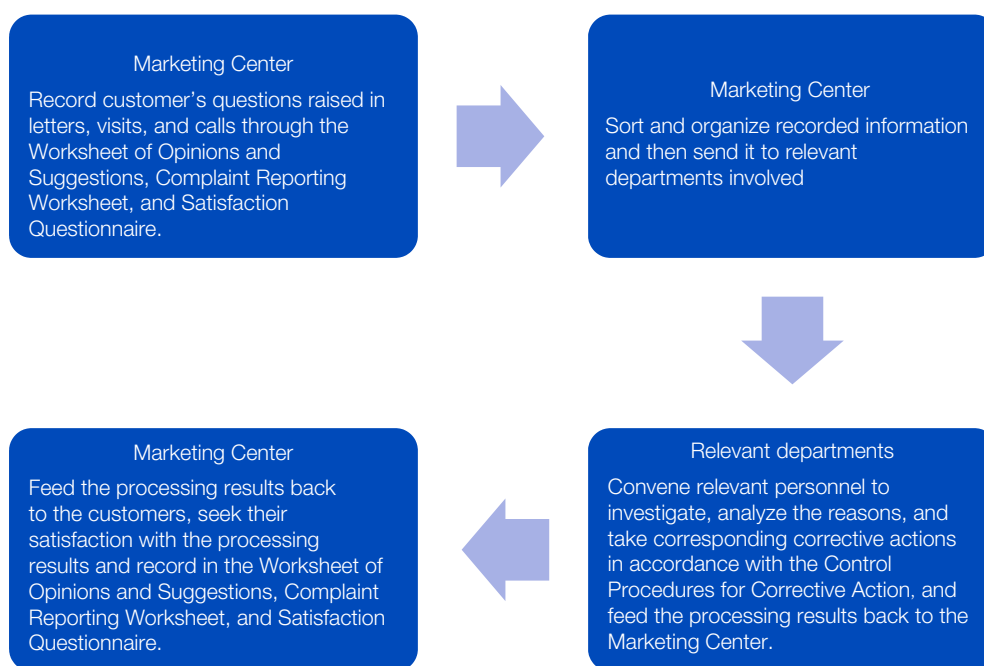 Marketing Center
Record customer's questions raised in
letters, visits, and calls through the
Worksheet of Opinions and
Suggestions, Complaint Reporting
Worksheet, and Satisfaction
Questionnaire.
Marketing Center
Sort and organize recorded information
and then send it to relevant
departments involved
Relevant departments
Convene relevant personnel to
investigate, analyze the reasons, and
take corresponding corrective actions
in accordance with the Control
Procedures for Corrective Action, and
feed the processing results back to the
Marketing Center.
Marketing Center
Feed the processing results back
to the customers, seek their
satisfaction with the processing
results and record in the Worksheet of
Opinions and Suggestions, Complaint
Reporting Worksheet, and Satisfaction
Questionnaire.